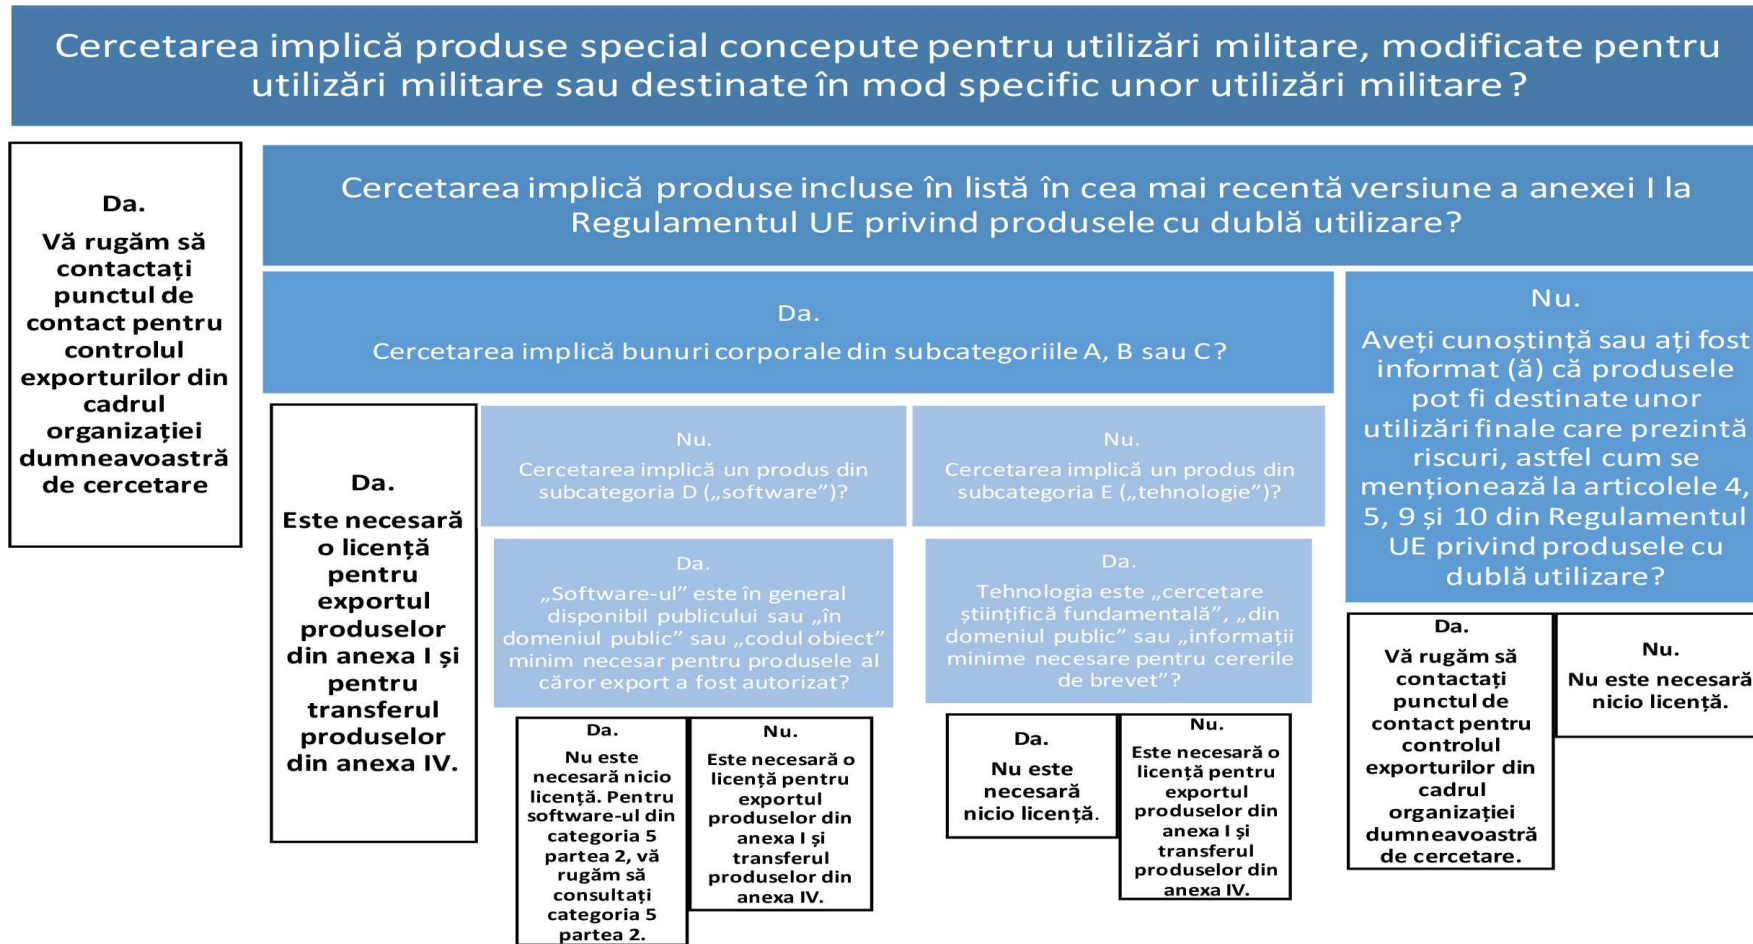 Cercetarea implică produse special concepute pentru utilizări militare, modificate pentru
utilizări militare sau destinate în mod specific unor utilizări militare?
Da.
Vă rugăm să
contactați
punctul de
contact pentru
controlul
exporturilor din
cadrul
organizației
dumneavoastră
de cercetare
Cercetarea implică produse incluse în listă în cea mai recentă versiune a anexei I la
Regulamentul UE privind produsele cu dublă utilizare?
Da.
Cercetarea implică bunuri corporale din subcategoriile A, B sau C?
Da.
Este necesară
o licență
pentru
exportul
produselor
din anexa I și
pentru
transferul
produselor
din anexa IV.
Nu.
Cercetarea implică un produs din
subcategoria D („software”)?
Da.
„Software-ul” este în general
disponibil publicului sau „în
domeniul public” sau „codul obiect”
minim necesar pentru produsele al
căror export a fost autorizat?
Da.
Nu este
necesară nicio
licență. Pentru
software-ul din
categoria 5
partea 2, vă
rugăm să
consultați
categoria 5
partea 2.
Nu.
Este necesară o
licență pentru
exportul
produselor din
anexa I și
transferul
produselor din
anexa IV.
Nu.
Cercetarea implică un produs din
subcategoria E („tehnologie”)?
Da.
Tehnologia este „cercetare
științifică fundamentală”, „din
domeniul public” sau „informații
minime necesare pentru cererile
de brevet”?
Da.
Nu este
necesară
nicio licență.
Nu.
Este necesară o
licență pentru
exportul
produselor din
anexa I și
transferul
produselor din
anexa IV.
Nu.
Aveți cunoștință sau ați fost
informat (ă) că produsele
pot fi destinate unor
utilizări finale care prezintă
riscuri, astfel cum se
menționează la articolele 4,
5, 9 și 10 din Regulamentul
UE privind produsele cu
dublă utilizare?
Da.
Vă rugăm să
contactați
punctul de
contact pentru
controlul
exporturilor din
cadrul
organizației
dumneavoastră
de cercetare.
Nu.
Nu este necesară
nicio licență.